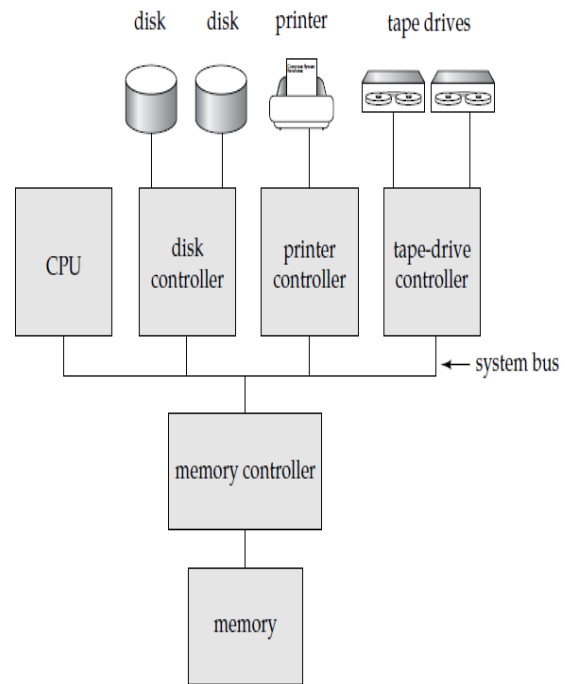 disk disk printer tape drives
CPU
disk
controller
printer
controller
tape-drive
controller
system bus
memory controller
memory